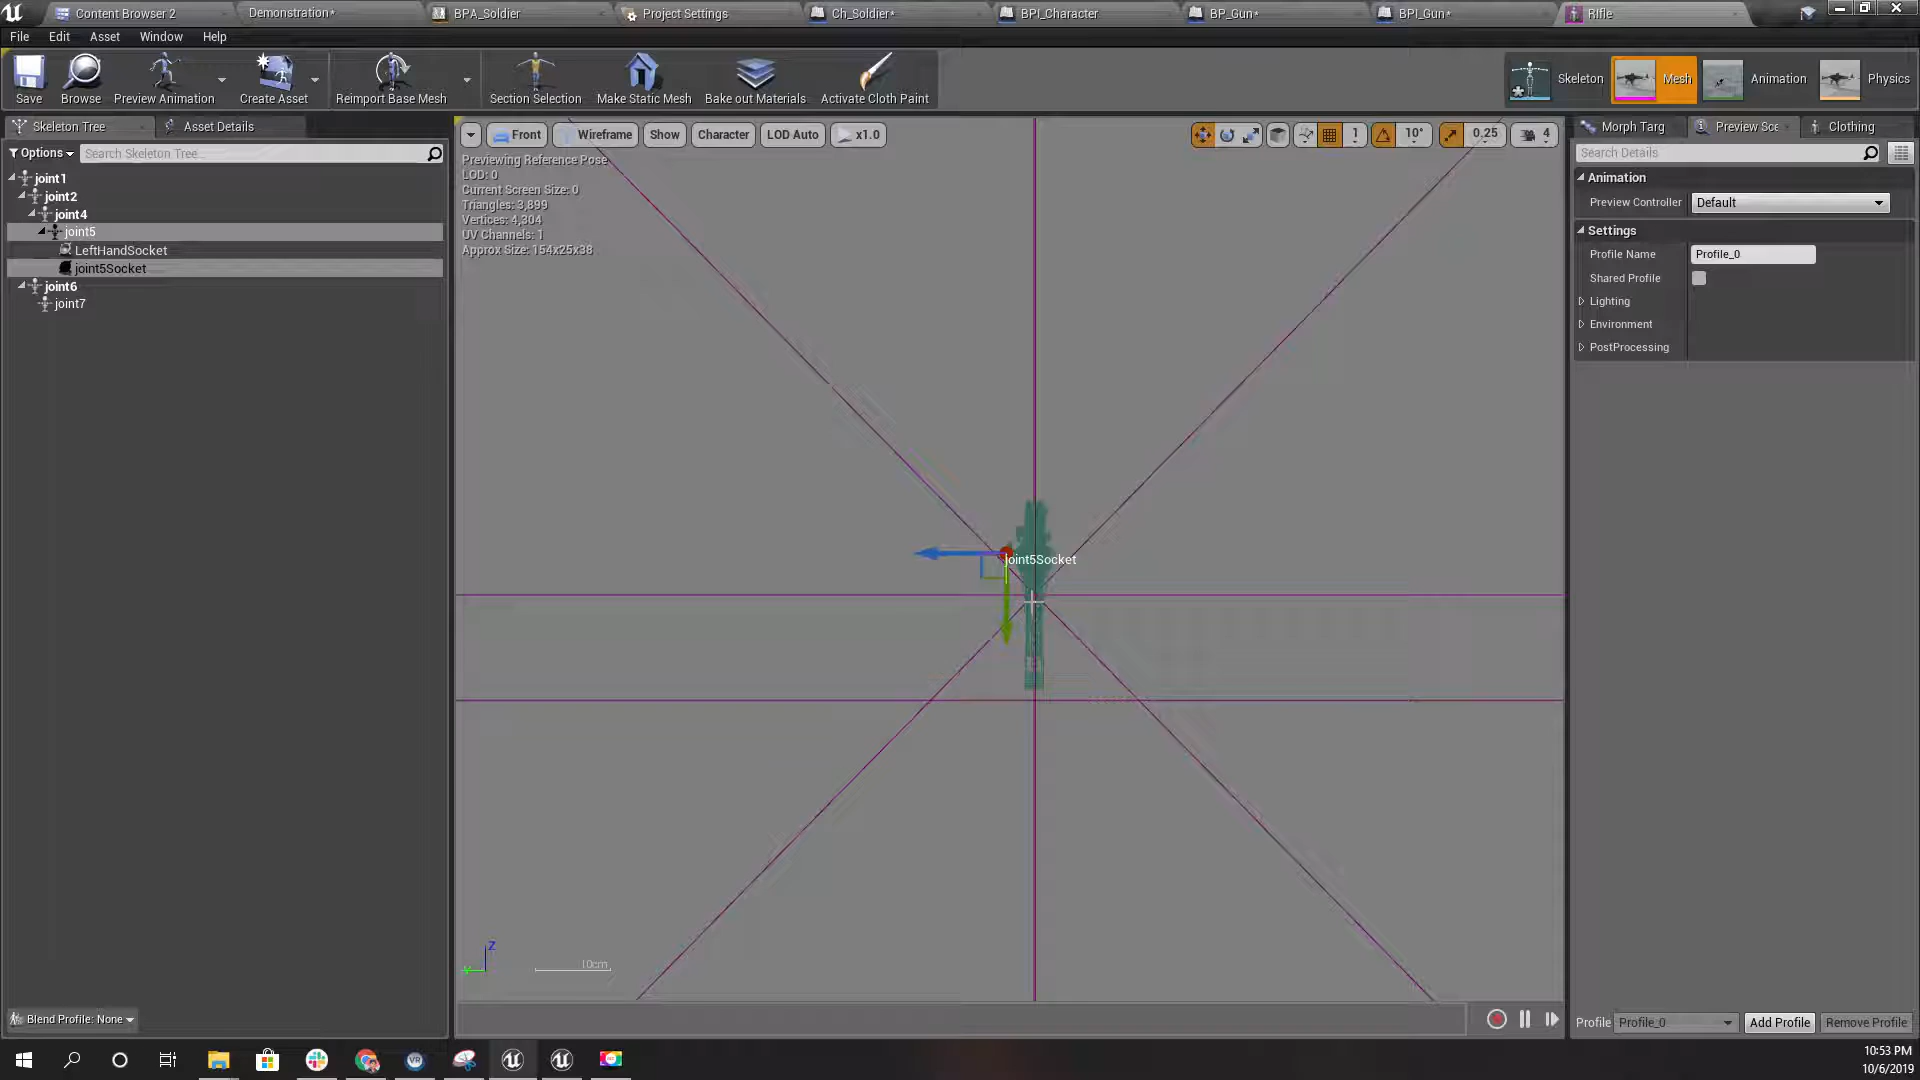 Content Browser 2
Demonstration*
BPA_Soldier
Project Settings
Ch_Soldier*
BPI_Character
BP_Gun*
BPI_Gun*
Rifle
File Edit Asset Window Help
Save
Browse
Preview Animation
Create Asset
Reimport Base Mesh
Section Selection
Make Static Mesh
Bake out Materials
Activate Cloth Paint
Skeleton
Mesh
Animation
Physics
Skeleton Tree
Asset Details
Options
Search Skeleton Tree...
joint1
joint2
joint4
joint5
LeftHandSocket
joint5Socket
joint6
joint7
Blend Profile: None
Front
Wireframe
Show
Character
LOD Auto
x1.0
1
10°
0.25
4
Previewing Reference Pose
LOD: 0
Current Screen Size: 0
Triangles: 3,899
Vertices: 4,304
UV Channels: 1
Approx Size: 154x25x38
joint5Socket
Z
Y
10cm
Morph Targ
Preview Sce
Clothing
Search Details
Animation
Preview Controller
Default
Settings
Profile Name
Profile_0
Shared Profile
Lighting
Environment
PostProcessing
Profile
Profile_0
Add Profile
Remove Profile
10:53 PM
10/6/2019